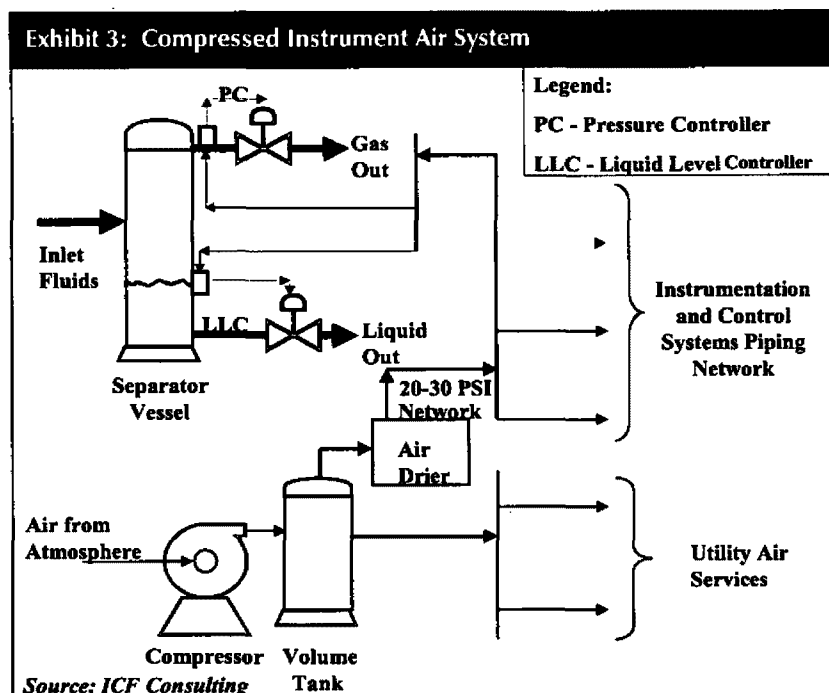 Exhibit 3: Compressed Instrument Air System
PC
Gas
Out
Legend:
PC - Pressure Controller
LLC - Liquid Level Controller
Inlet
Fluids
LLC
Liquid
Out
Separator
Vessel
20-30 PSI
Network
Instrumentation
and Control
Systems Piping
Network
Air
Drier
Air from
Atmosphere
Utility Air
Services
Compressor
Volume
Tank
Source: ICF Consulting